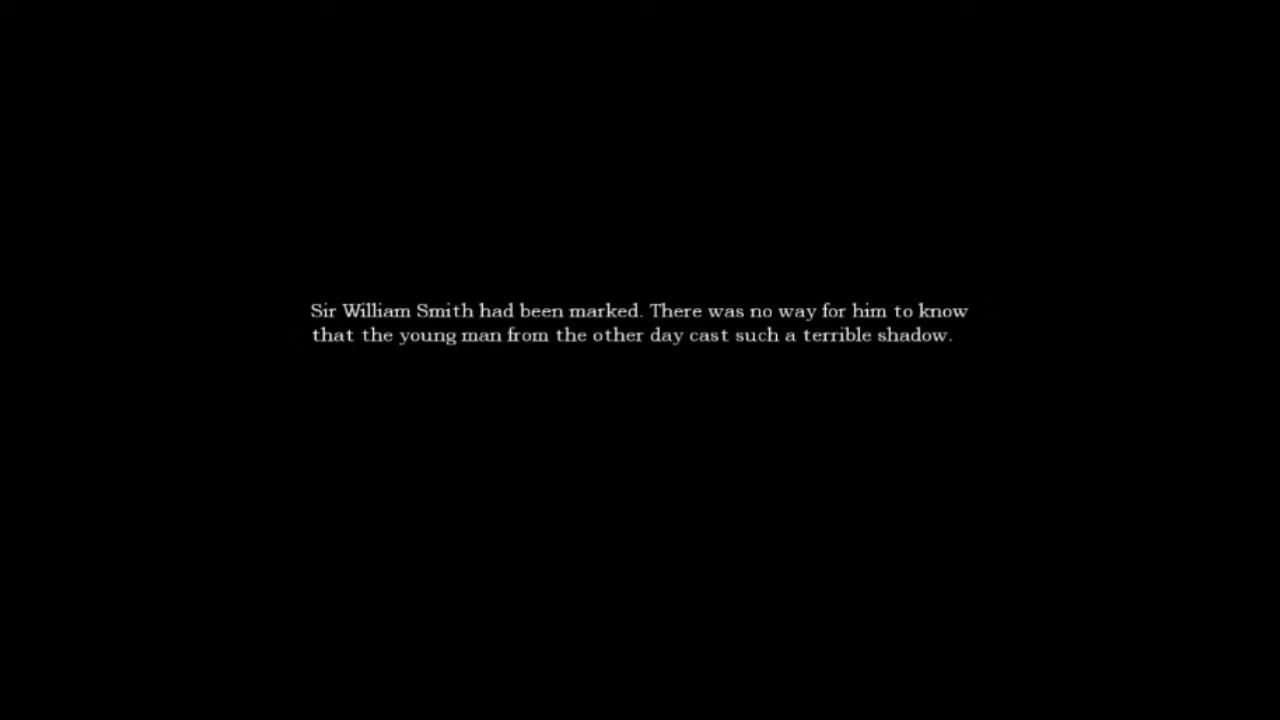 Sir William Smith had been marked. There was no way for him to know
that the young man from the other day cast such a terrible shadow.